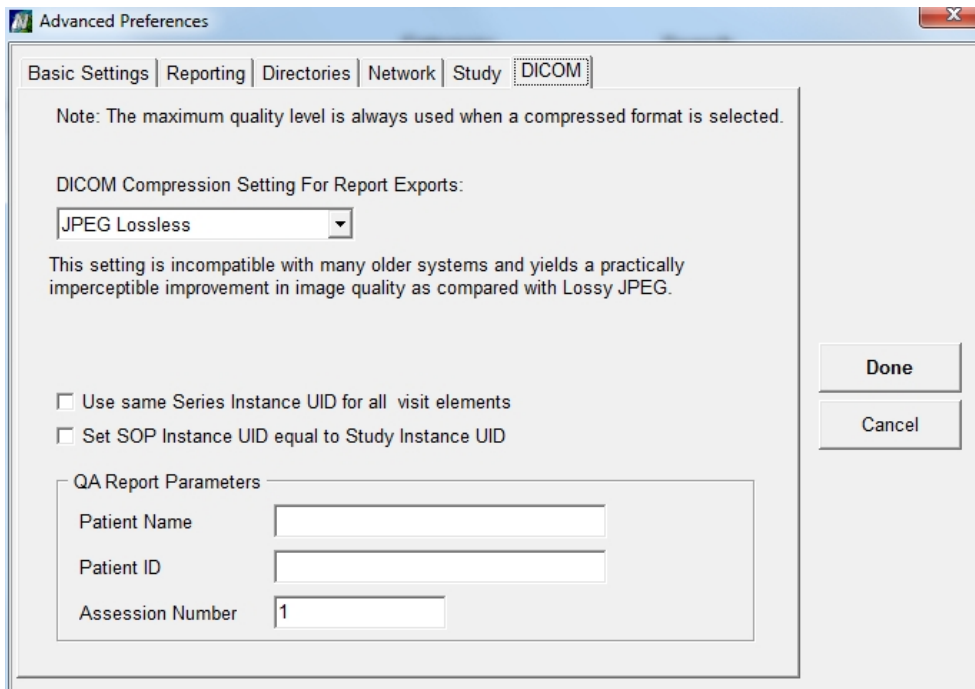 Advanced Preferences
Basic Settings Reporting Directories Network Study DICOM
Note: The maximum quality level is always used when a compressed format is selected.
DICOM Compression Setting For Report Exports:
JPEG Lossless
This setting is incompatible with many older systems and yields a practically
imperceptible improvement in image quality as compared with Lossy JPEG.
Done
Use same Series Instance UID for all visit elements
Cancel
Set SOP Instance UID equal to Study Instance UID
QA Report Parameters
Patient Name
Patient ID
Assession Number 1